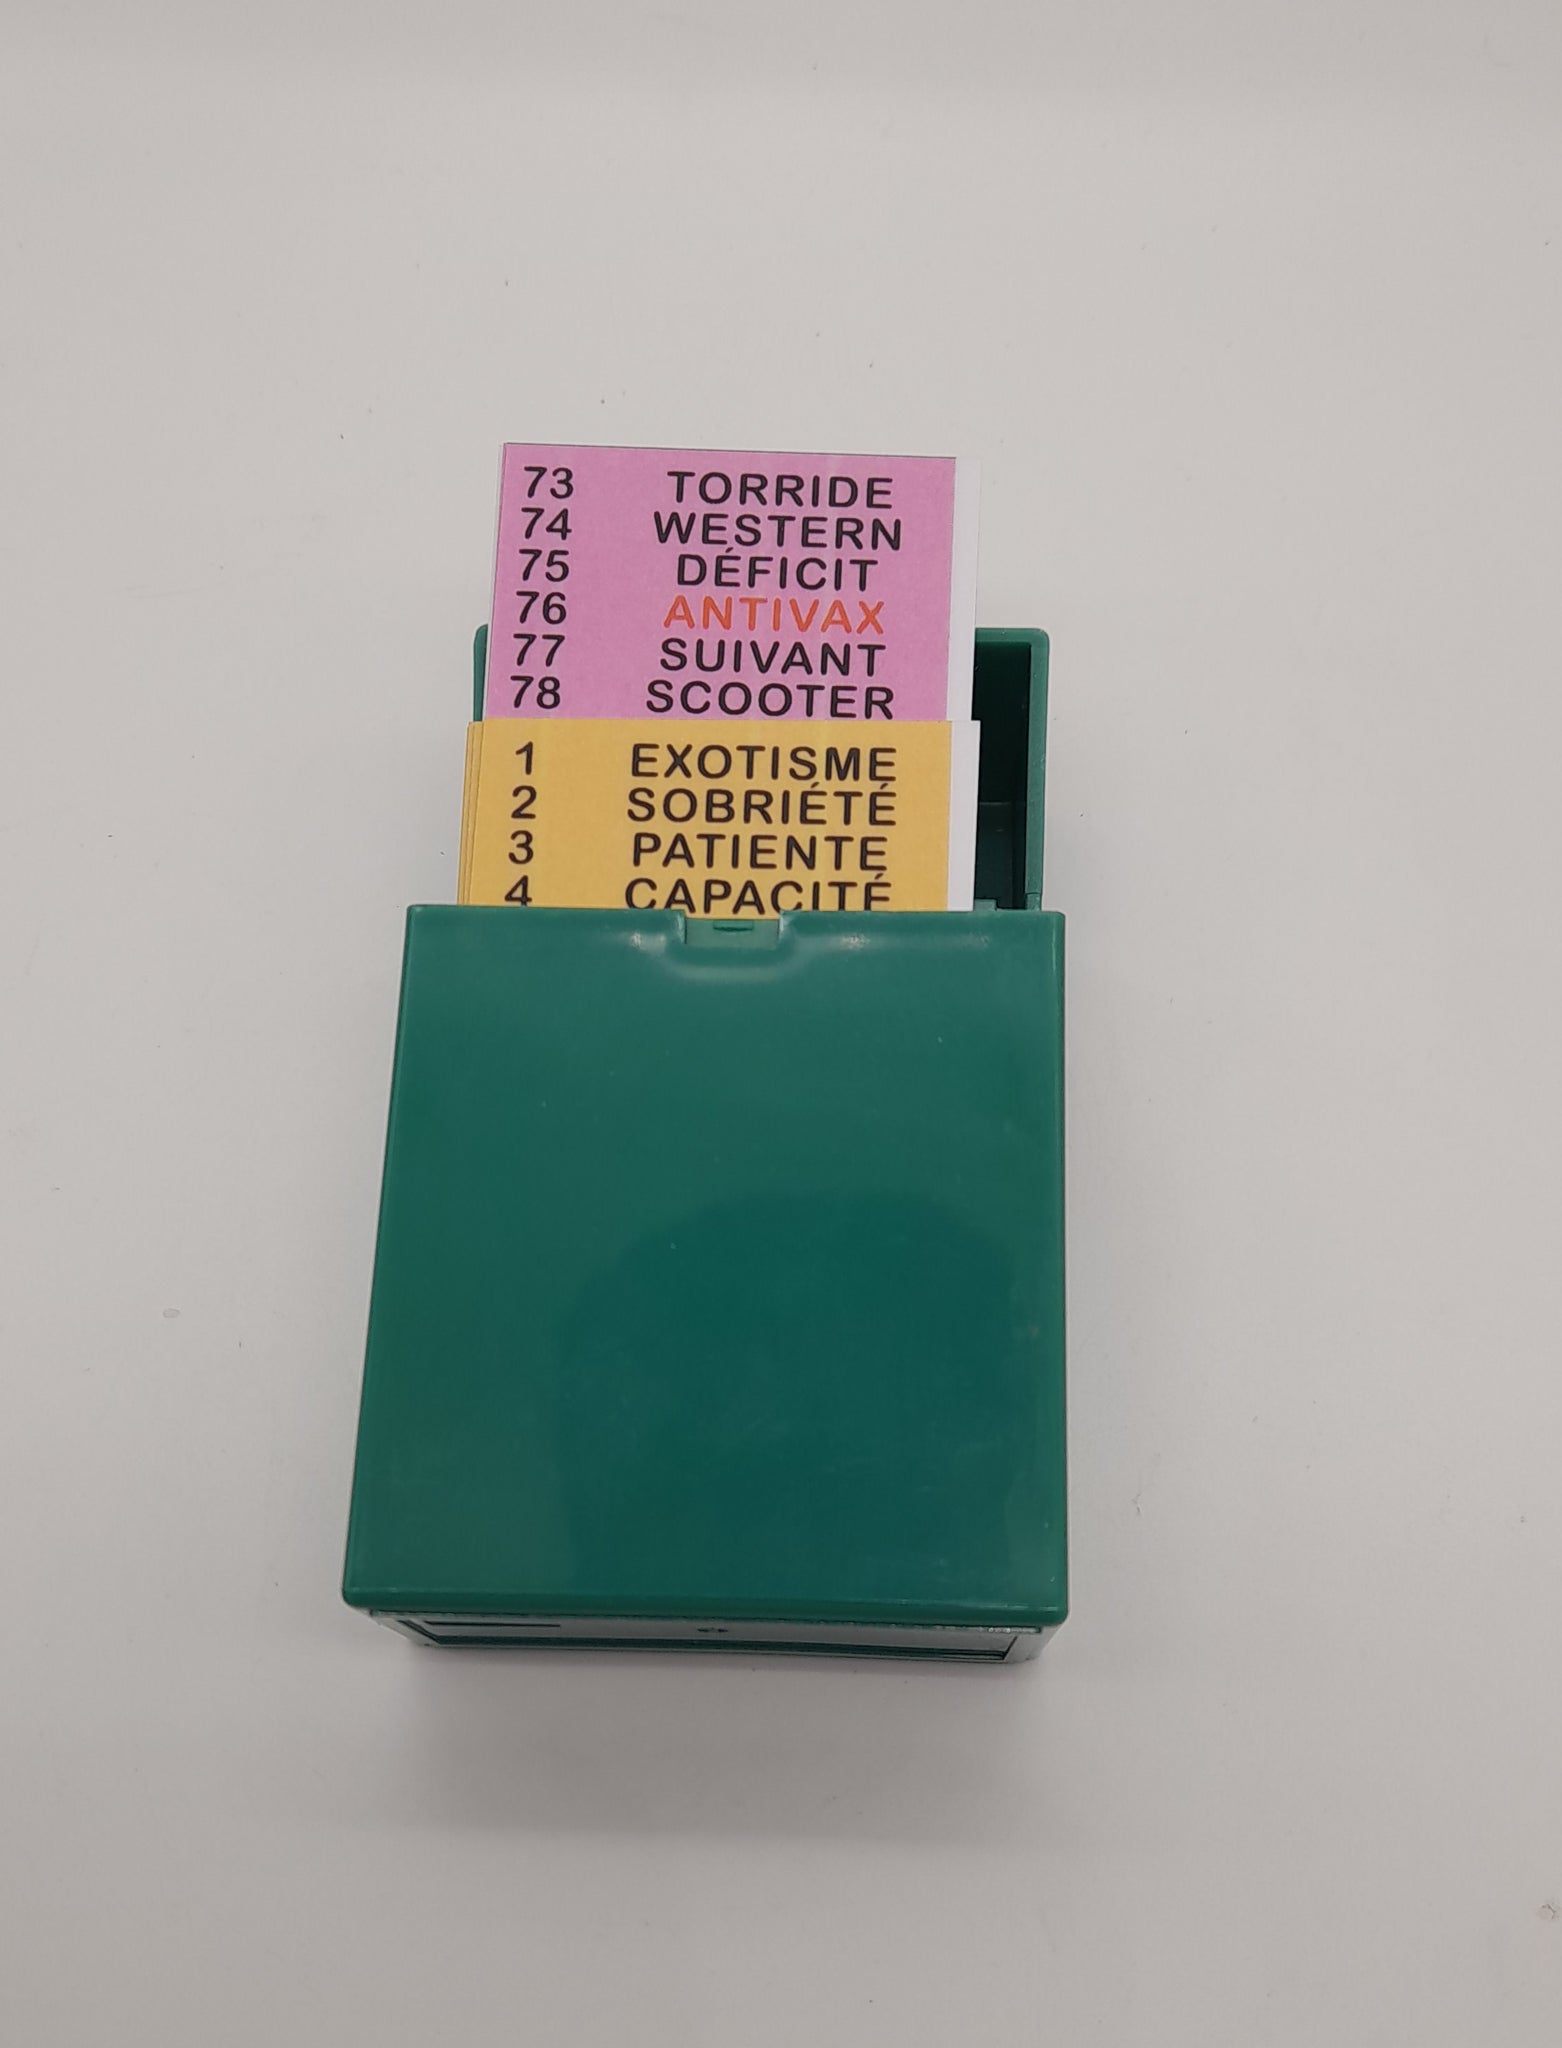 73 TORRIDE
74 WESTERN
75 DÉFICIT
76 ANTIVAX
77 SUIVANT
78 SCOOTER
1 EXOTISME
2 SOBRIÉTÉ
3 PATIENTE
4 CAPACITÉ